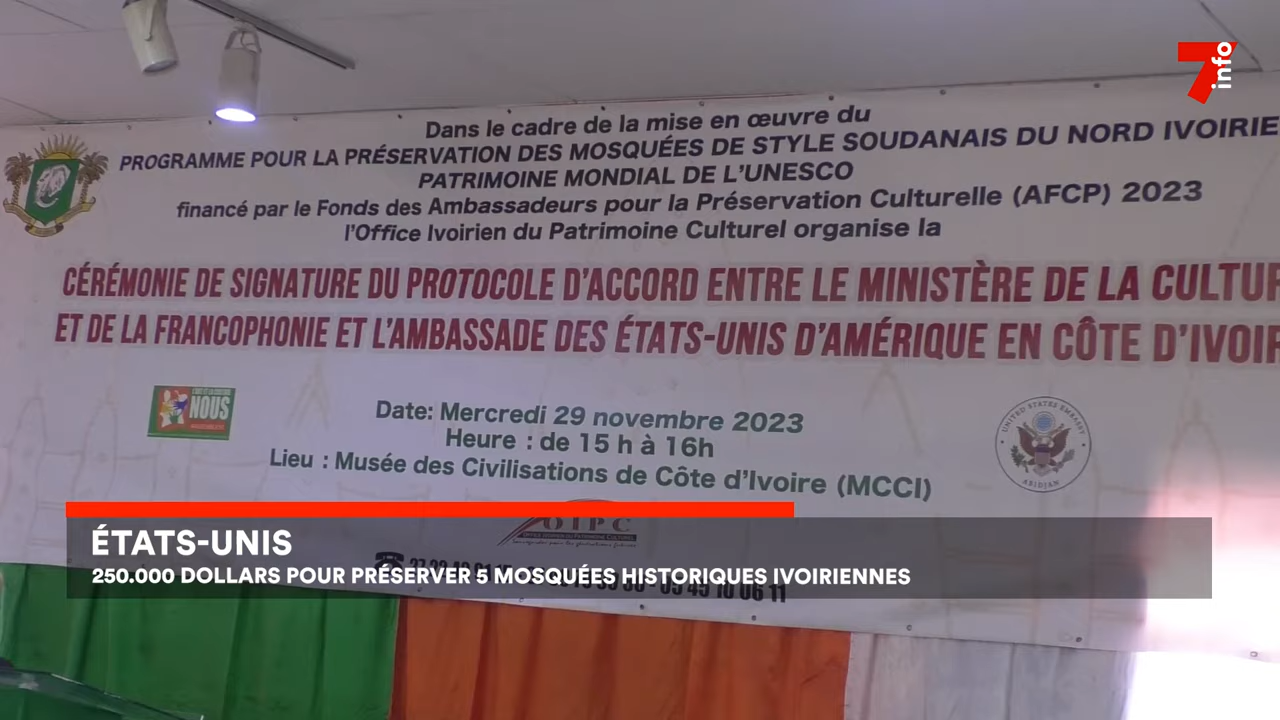 7info
Dans le cadre de la mise en œuvre du
PROGRAMME POUR LA PRÉSERVATION DES MOSQUÉES DE STYLE SOUDANAIS DU NORD IVOIRIE
PATRIMOINE MONDIAL DE L'UNESCO
financé par le Fonds des Ambassadeurs pour la Préservation Culturelle (AFCP) 2023
l'Office Ivoirien du Patrimoine Culturel organise la
CÉRÉMONIE DE SIGNATURE DU PROTOCOLE D'ACCORD ENTRE LE MINISTÈRE DE LA CULTUR
ET DE LA FRANCOPHONIE ET L'AMBASSADE DES ÉTATS-UNIS D'AMÉRIQUE EN CÔTE D'IVOIR
NOUS
Date: Mercredi 29 novembre 2023
Heure : de 15 h à 16h
Lieu : Musée des Civilisations de Côte d'Ivoire (MCCI)
UNITED STATES EMBASSY
ABIDJAN
OIPC
ÉTATS-UNIS
250.000 DOLLARS POUR PRÉSERVER 5 MOSQUÉES HISTORIQUES IVOIRIENNES